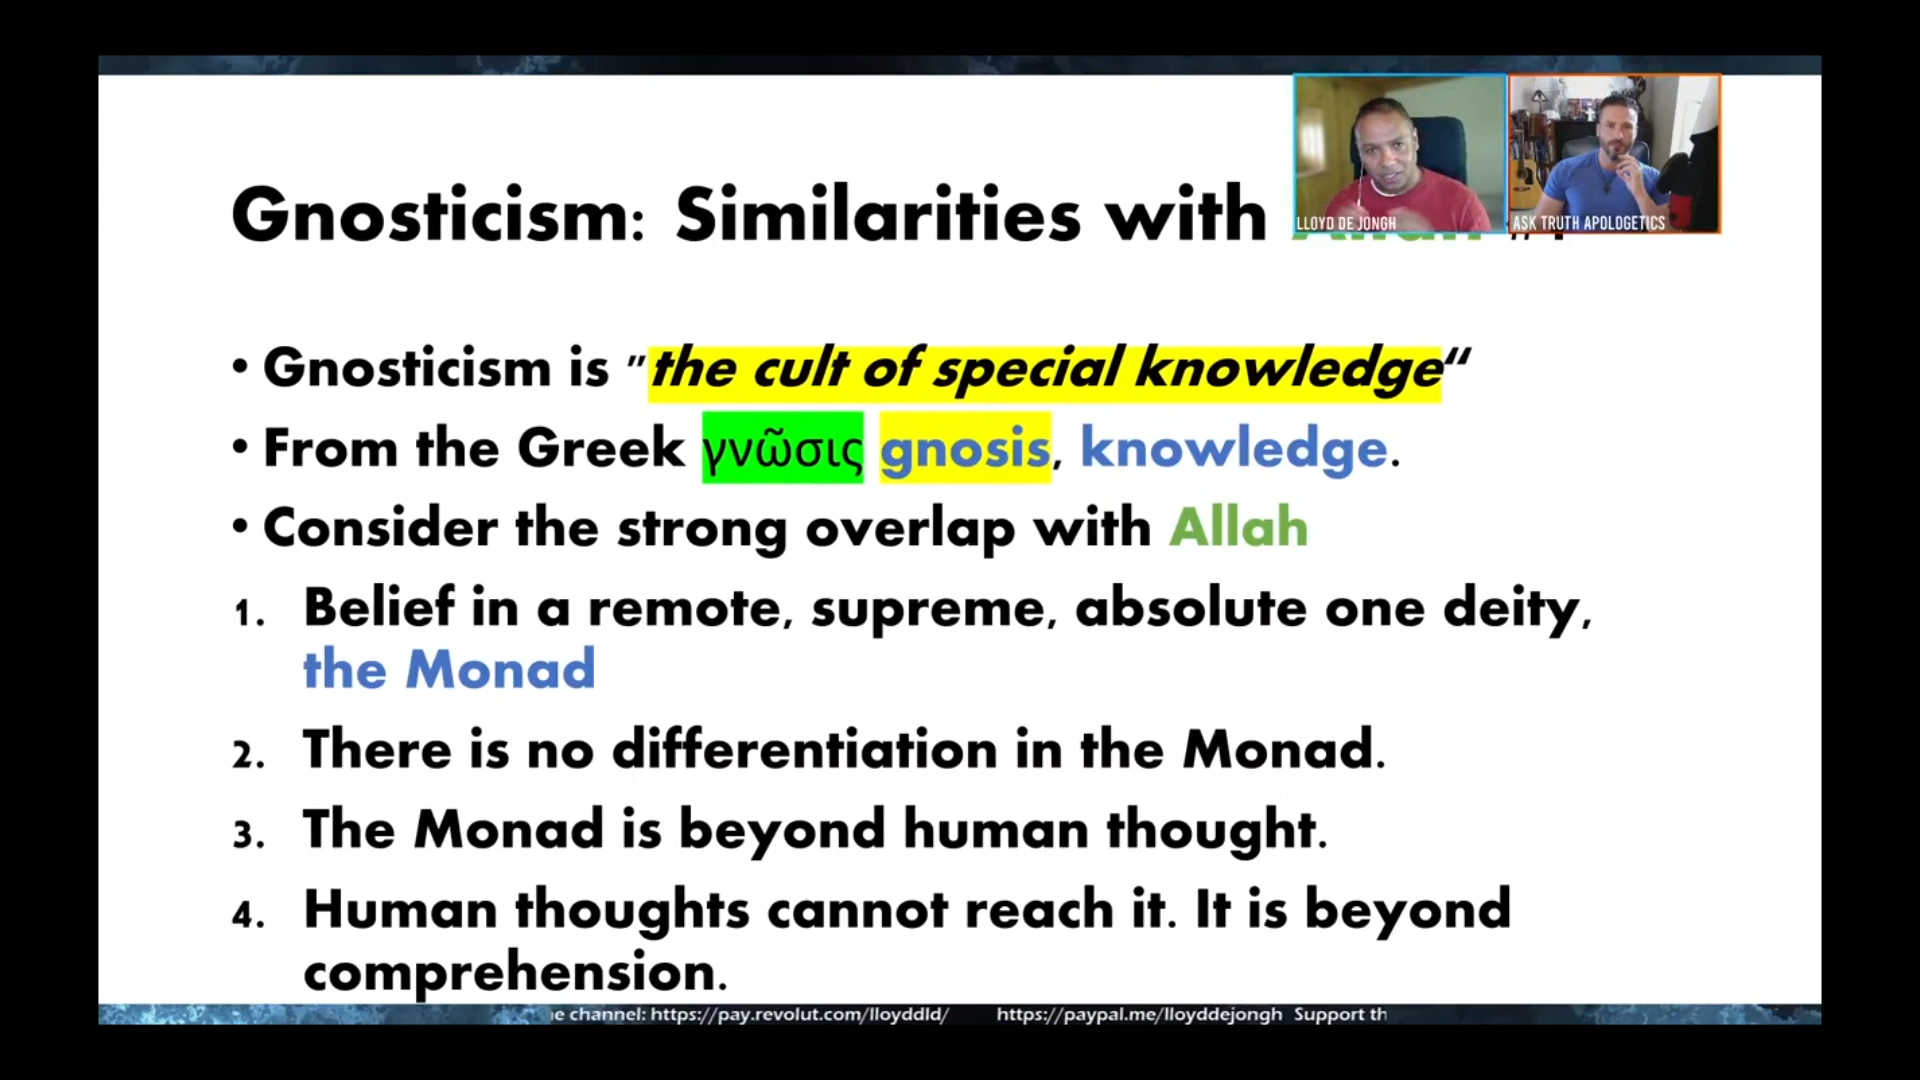 LLOYD DE JONGH
ASK TRUTH APOLOGETICS
Gnosticism: Similarities with
• Gnosticism is "the cult of special knowledge“
• From the Greek γνῶσις gnosis, knowledge.
• Consider the strong overlap with Allah
1. Belief in a remote, supreme, absolute one deity,
the Monad
2. There is no differentiation in the Monad.
3. The Monad is beyond human thought.
4. Human thoughts cannot reach it. It is beyond
comprehension.
e channel: https://pay.revolut.com/lloyddld/ https://paypal.me/lloyddejongh Support th